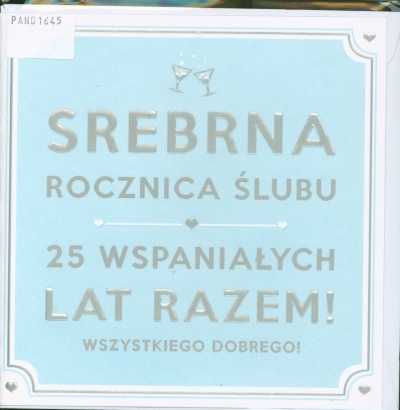 PAND1645
SREBRNA
ROCZNICA ŚLUBU
25 WSPANIAŁYCH
LAT RAZEM!
WSZYSTKIEGO DOBREGO!